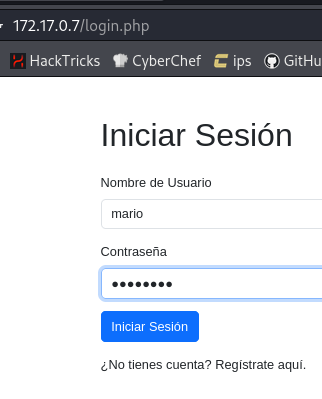 172.17.0.7/login.php
HackTricks CyberChef ips GitHu
Iniciar Sesión
Nombre de Usuario
mario
Contraseña
••••••••
Iniciar Sesión
¿No tienes cuenta? Regístrate aquí.